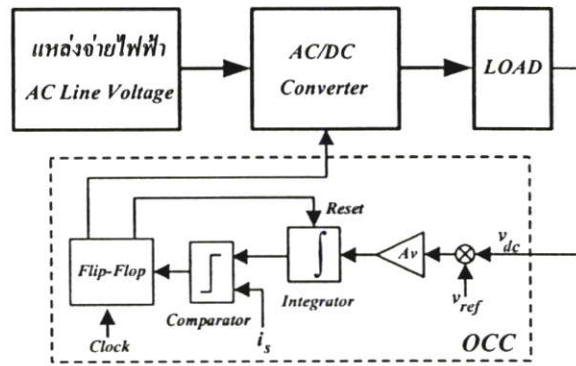 แหล่งจ่ายไฟฟ้า
AC Line Voltage
AC/DC
Converter
LOAD
Reset
Flip-Flop
∫
Av
v_dc
v_ref
Integrator
Comparator
i_s
Clock
OCC